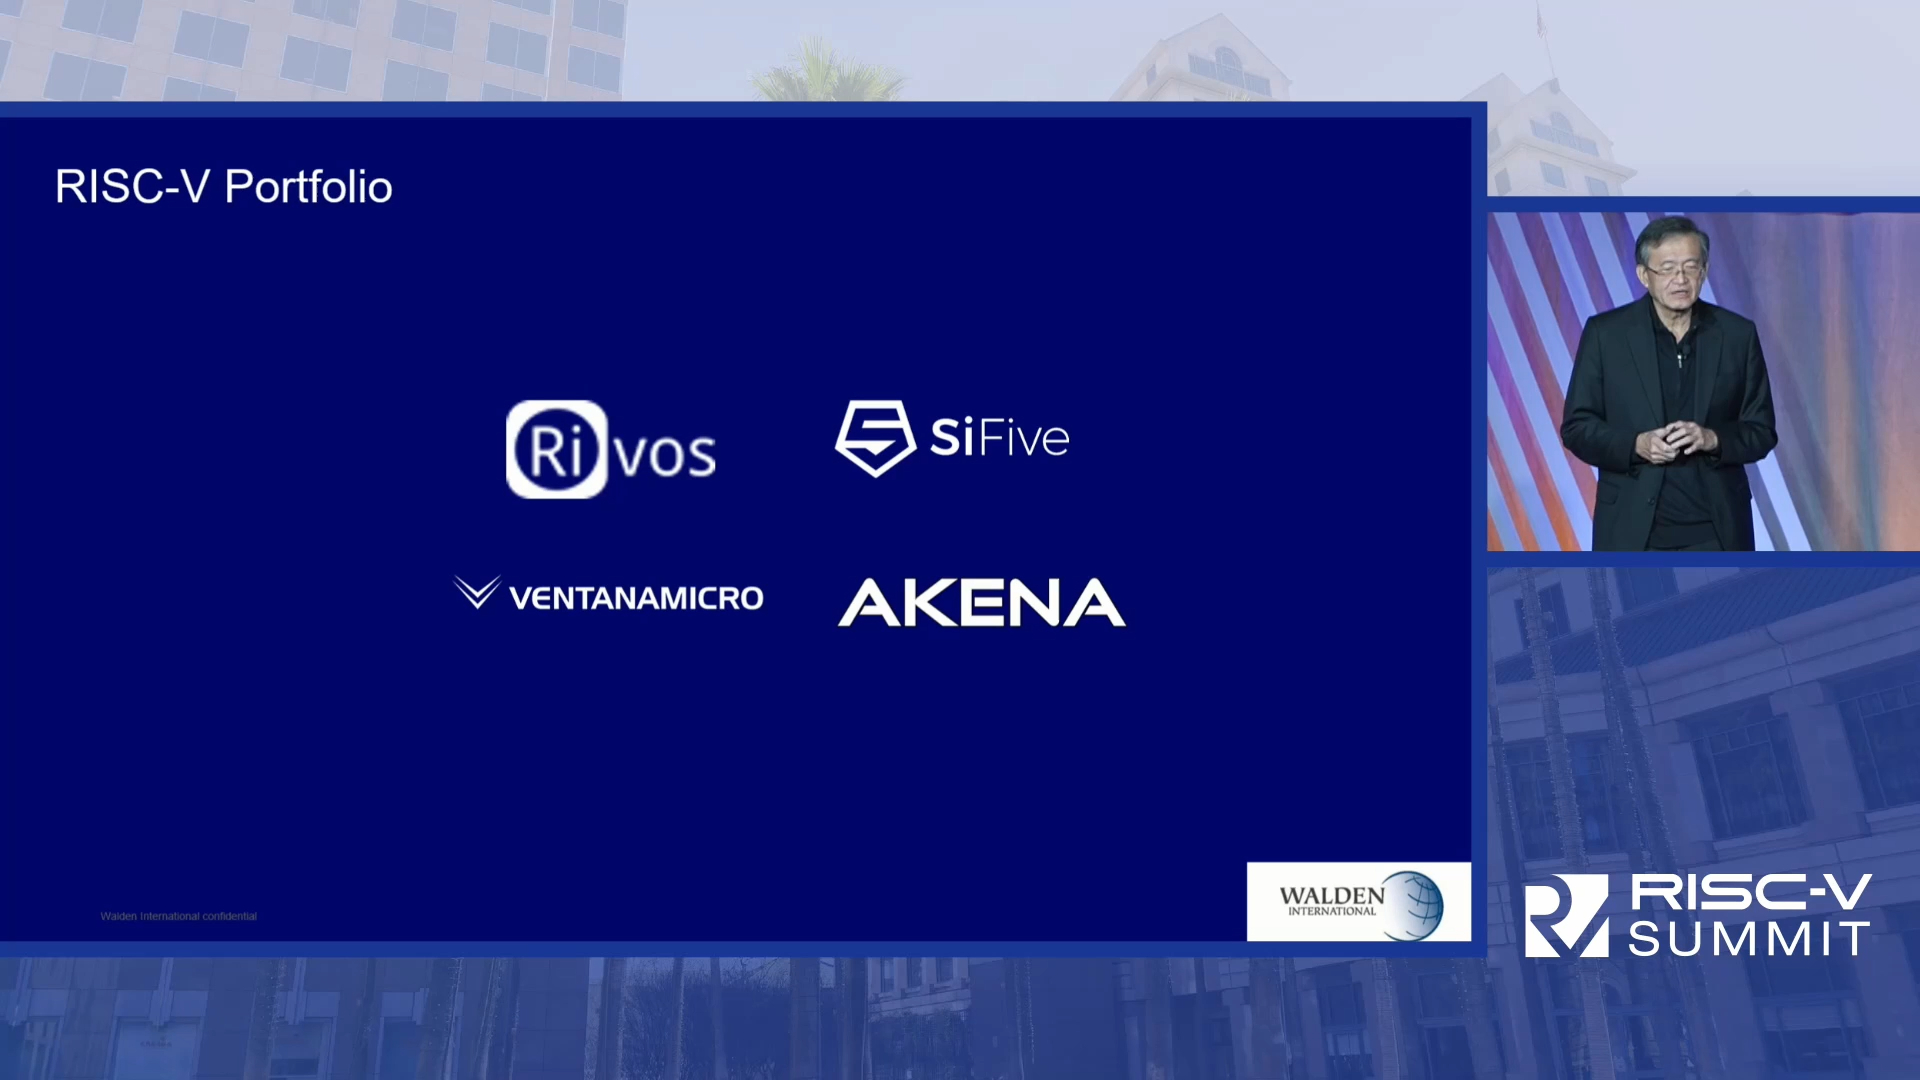 RISC-V Portfolio
Rivos
SiFive
VENTANAMICRO
AKENA
Walden International confidential
WALDEN
INTERNATIONAL
RISC-V
SUMMIT